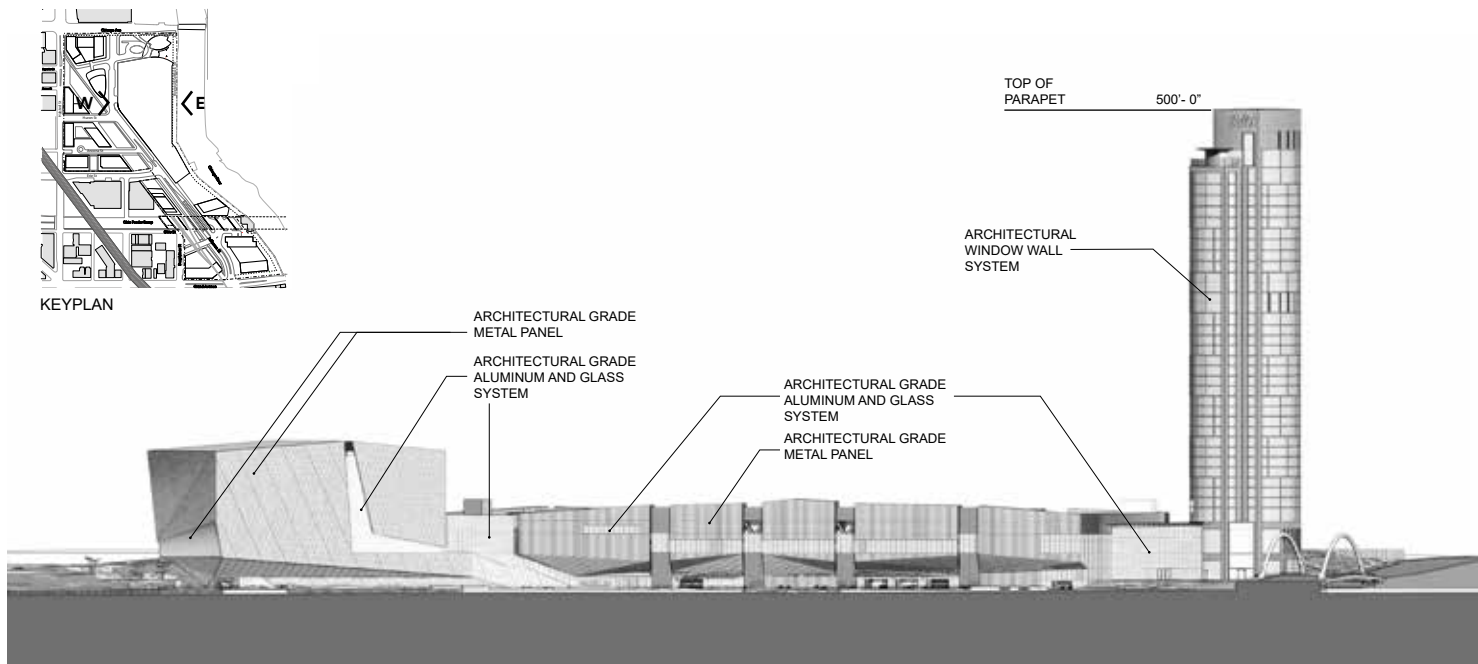 W
E
KEYPLAN
TOP OF
PARAPET 500'- 0"
ARCHITECTURAL
WINDOW WALL
SYSTEM
ARCHITECTURAL GRADE
METAL PANEL
ARCHITECTURAL GRADE
ALUMINUM AND GLASS
SYSTEM
ARCHITECTURAL GRADE
ALUMINUM AND GLASS
SYSTEM
ARCHITECTURAL GRADE
METAL PANEL